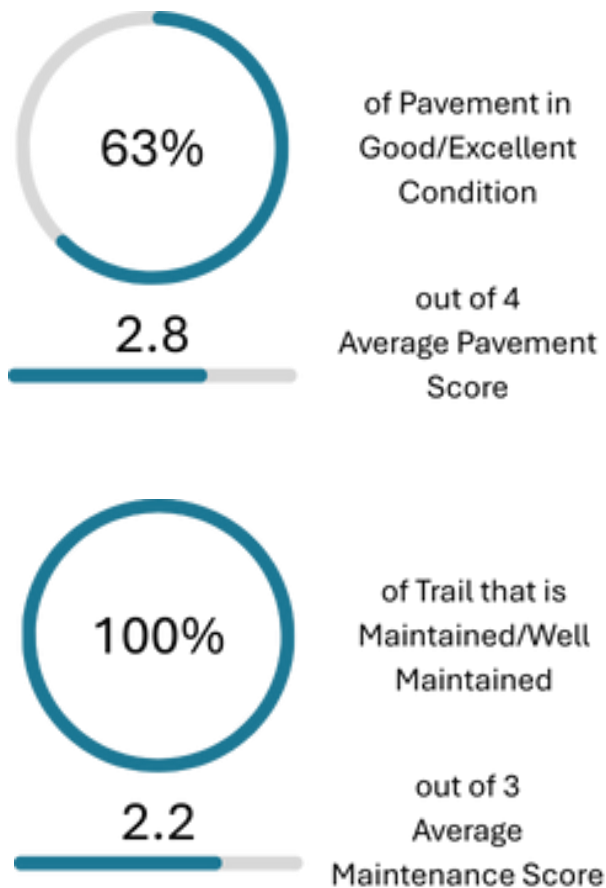 63%
of Pavement in
Good/Excellent
Condition
2.8
out of 4
Average Pavement
Score
100%
of Trail that is
Maintained/Well
Maintained
2.2
out of 3
Average
Maintenance Score